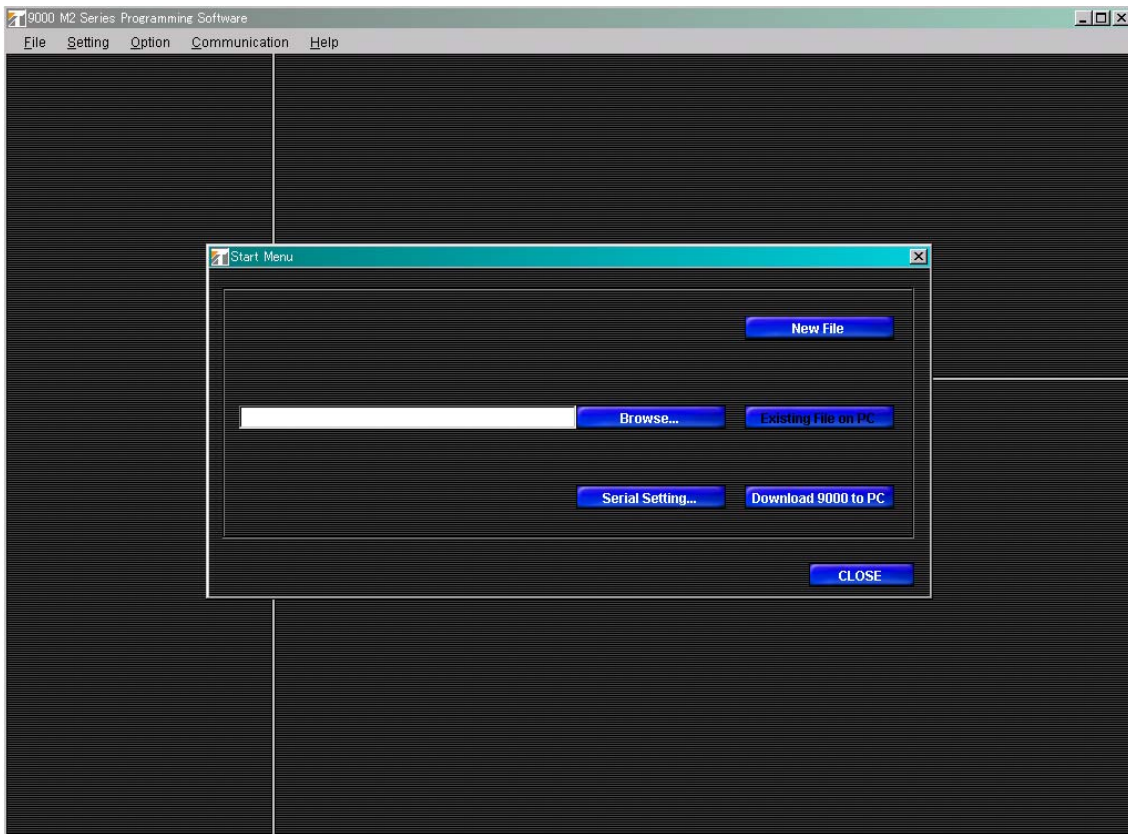 9000 M2 Series Programming Software
File Setting Option Communication Help
Start Menu
New File
Browse... Existing File on PC
Serial Setting... Download 9000 to PC
CLOSE